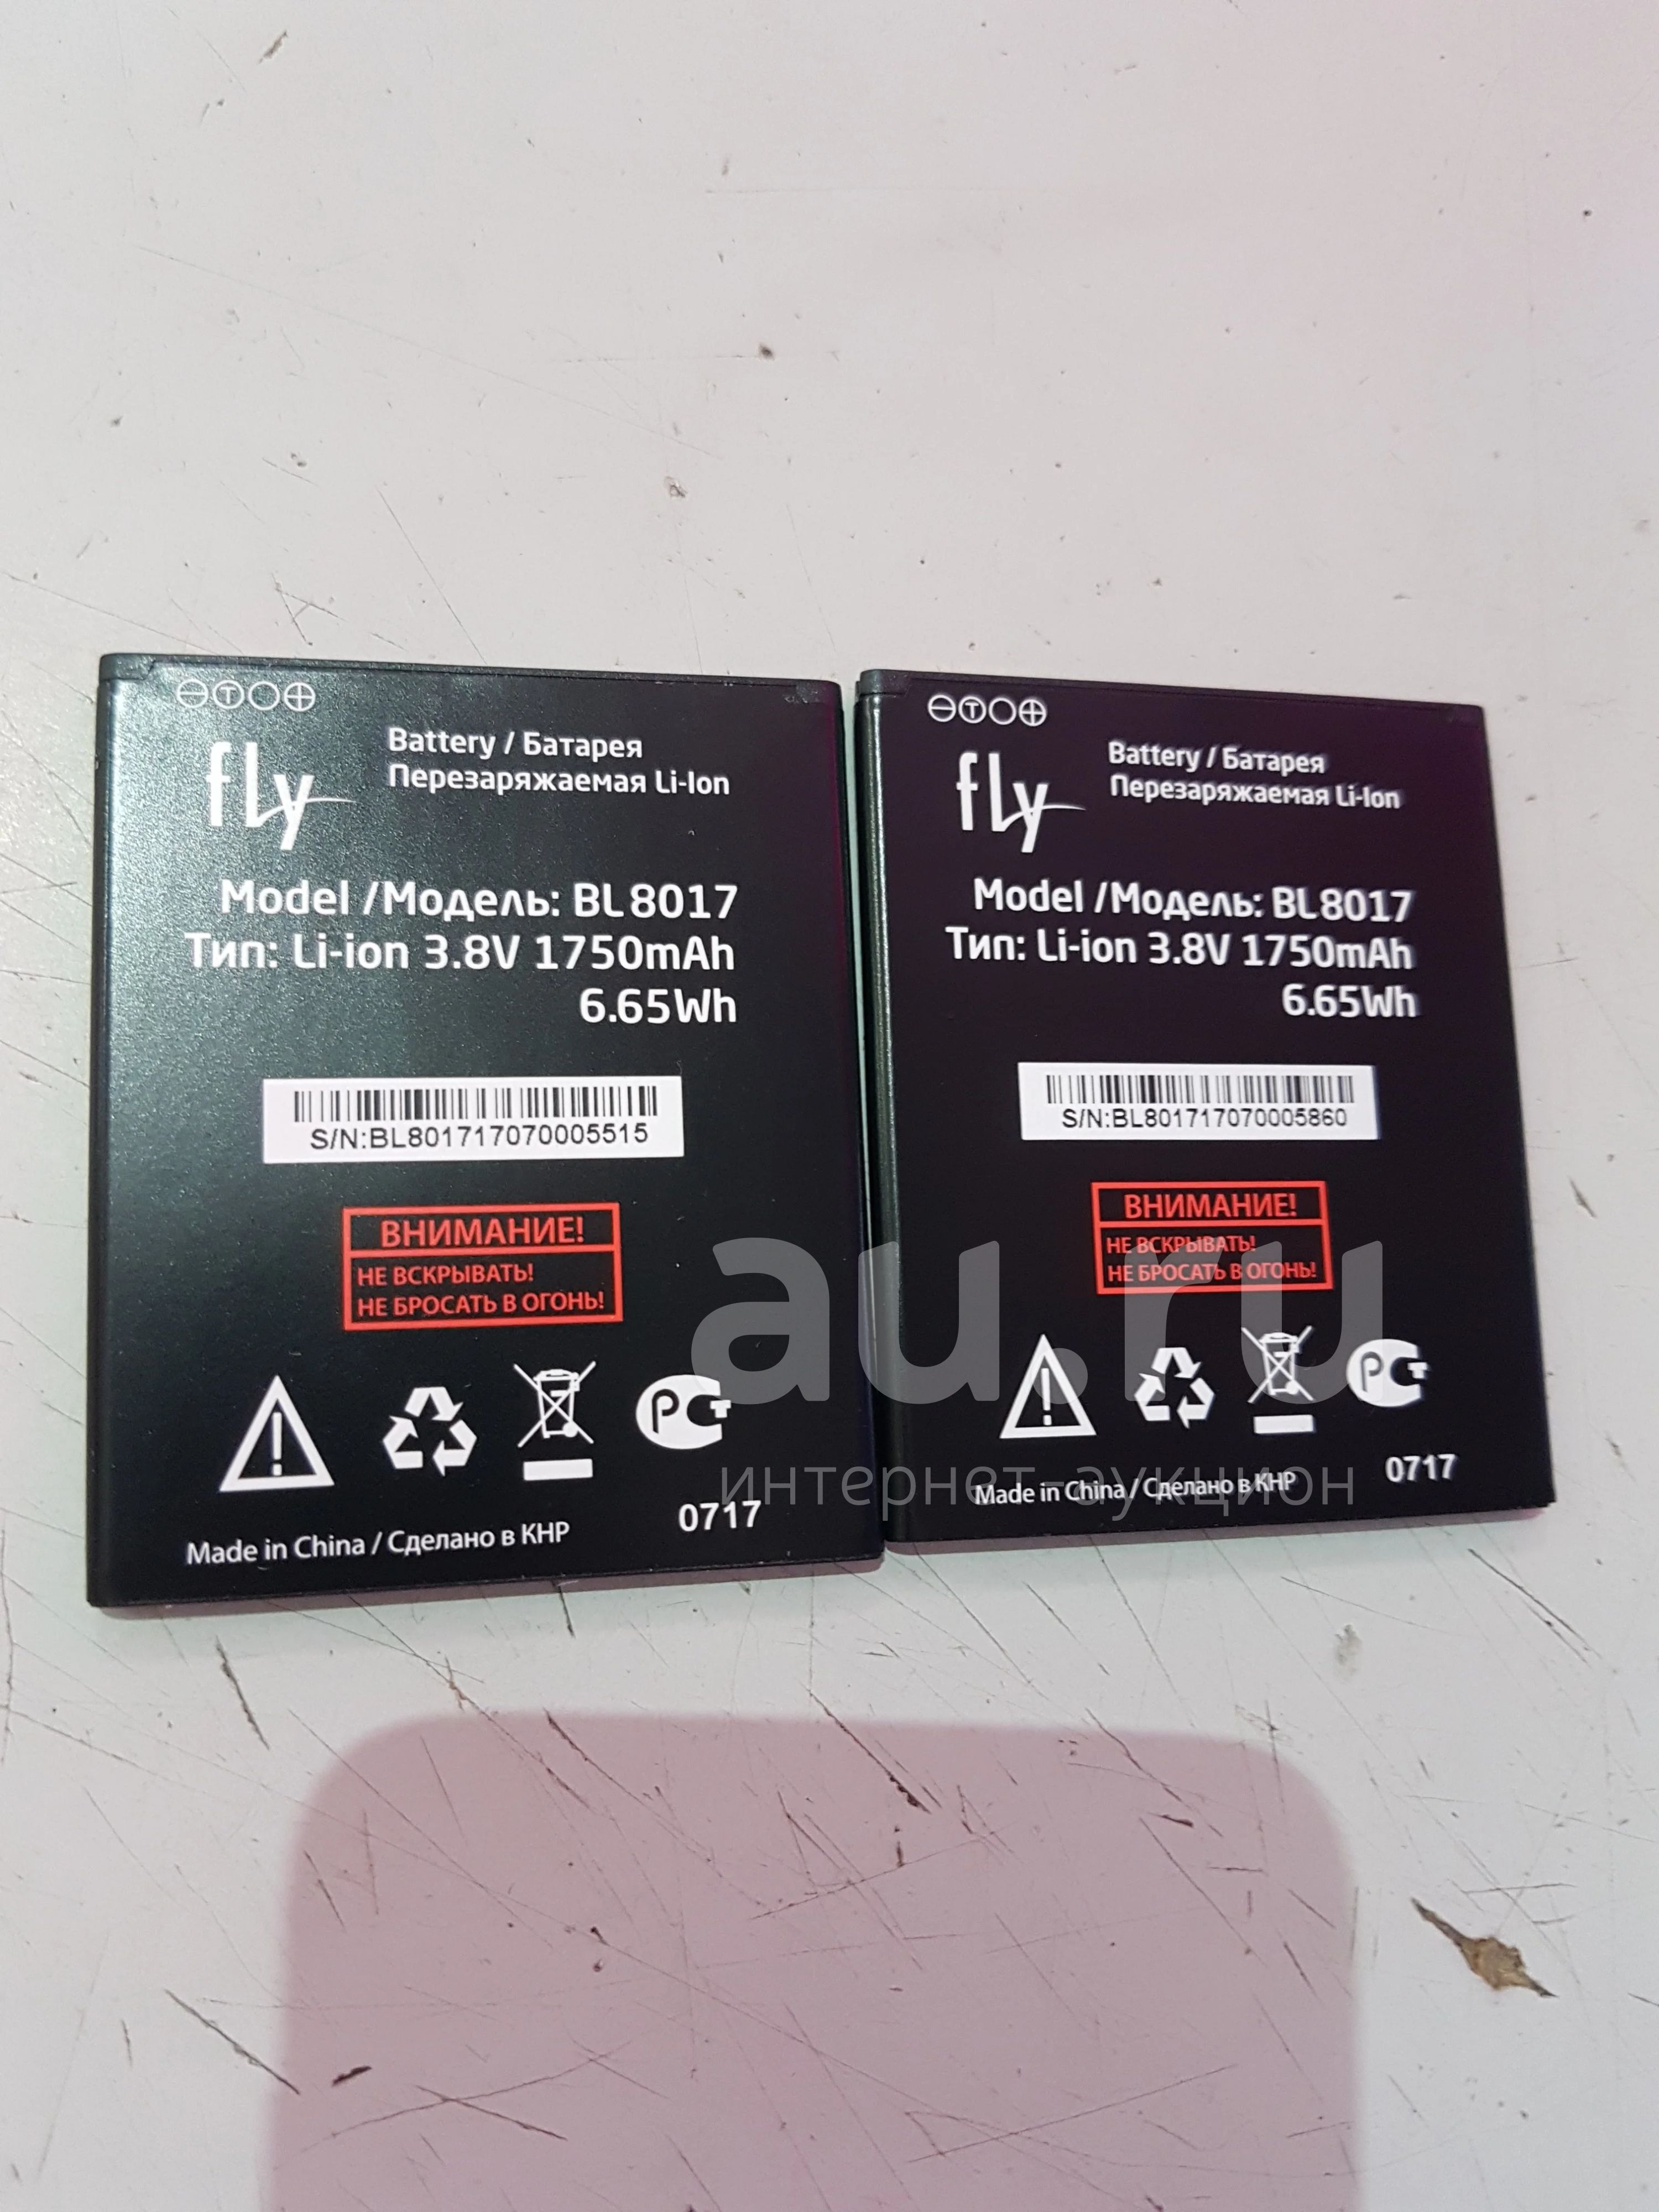 fly
Battery / Батарея
Перезаряжаемая Li-Ion
Model /Модель: BL8017
Тип: Li-ion 3.8V 1750mAh
6.65Wh
S/N:BL801717070005515
ВНИМАНИЕ!
НЕ ВСКРЫВАТЬ!
НЕ БРОСАТЬ В ОГОНЬ!
0717
Made in China / Сделано в КНР
fly
Battery / Батарея
Перезаряжаемая Li-Ion
Model /Модель: BL8017
Тип: Li-ion 3.8V 1750mAh
6.65Wh
S/N:BL801717070005860
ВНИМАНИЕ!
НЕ ВСКРЫВАТЬ!
НЕ БРОСАТЬ В ОГОНЬ!
0717
Made in China / Сделано в КНР
au.ru
интернет-аукцион